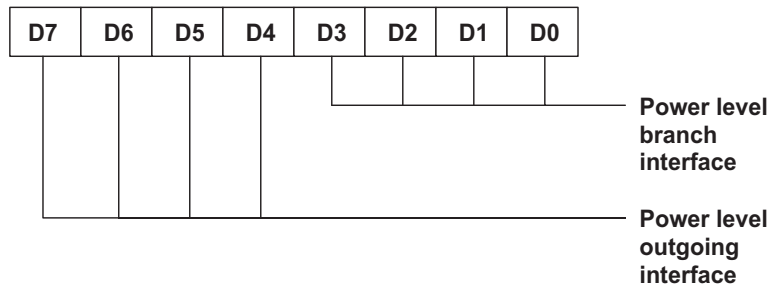 D7 D6 D5 D4 D3 D2 D1 D0
Power level
branch
interface
Power level
outgoing
interface